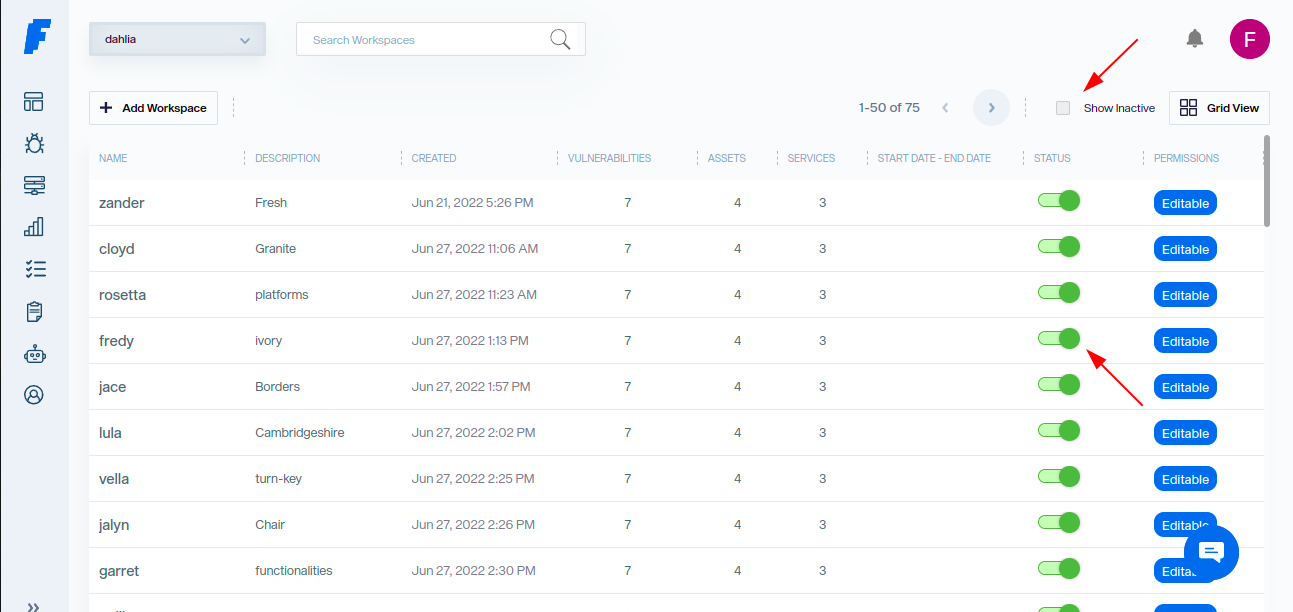 dahlia
Search Workspaces
F
Add Workspace
1-50 of 75
Show Inactive
Grid View
NAME DESCRIPTION CREATED VULNERABILITIES ASSETS SERVICES START DATE - END DATE STATUS PERMISSIONS
zander Fresh Jun 21, 2022 5:26 PM 7 4 3 Editable
cloyd Granite Jun 27, 2022 11:06 AM 7 4 3 Editable
rosetta platforms Jun 27, 2022 11:23 AM 7 4 3 Editable
fredy ivory Jun 27, 2022 1:13 PM 7 4 3 Editable
jace Borders Jun 27, 2022 1:57 PM 7 4 3 Editable
lula Cambridgeshire Jun 27, 2022 2:02 PM 7 4 3 Editable
vella turn-key Jun 27, 2022 2:25 PM 7 4 3 Editable
jalyn Chair Jun 27, 2022 2:26 PM 7 4 3 Editable
garret functionalities Jun 27, 2022 2:30 PM 7 4 3